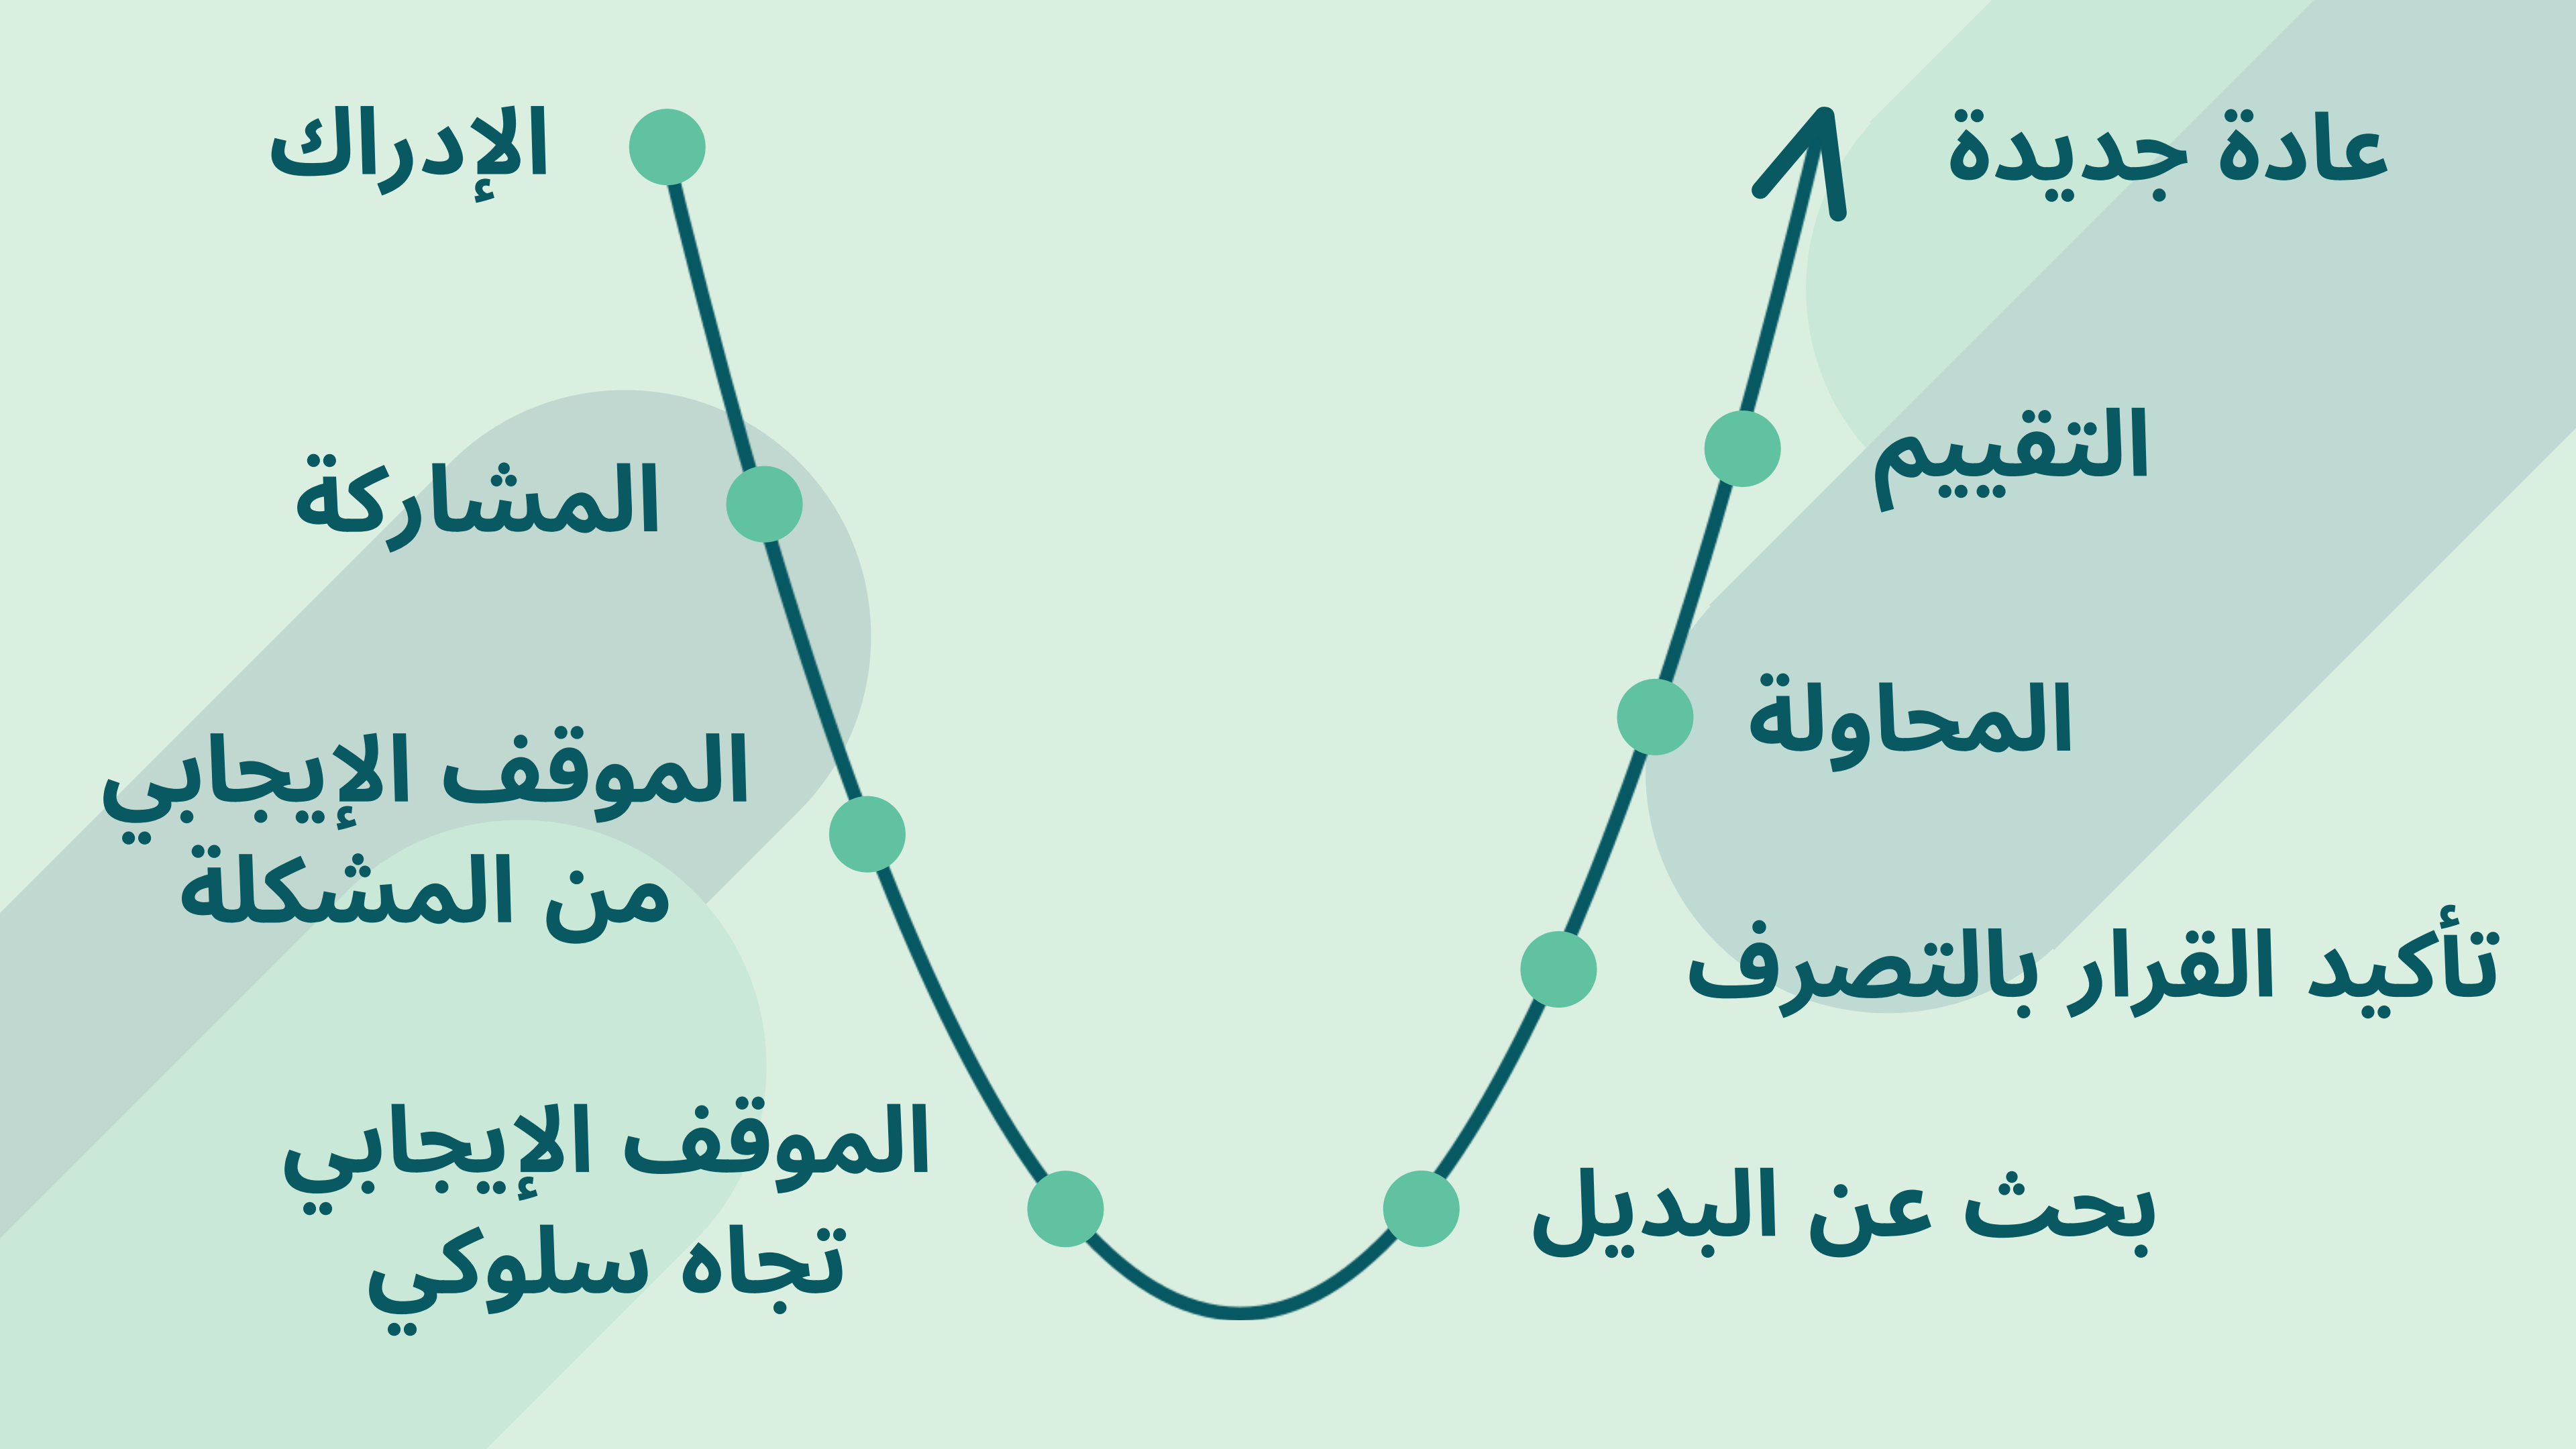 الإدراك
المشاركة
الموقف الإيجابي
من المشكلة
الموقف الإيجابي
تجاه سلوكي
بحث عن البديل
تأكيد القرار بالتصرف
المحاولة
التقييم
عادة جديدة